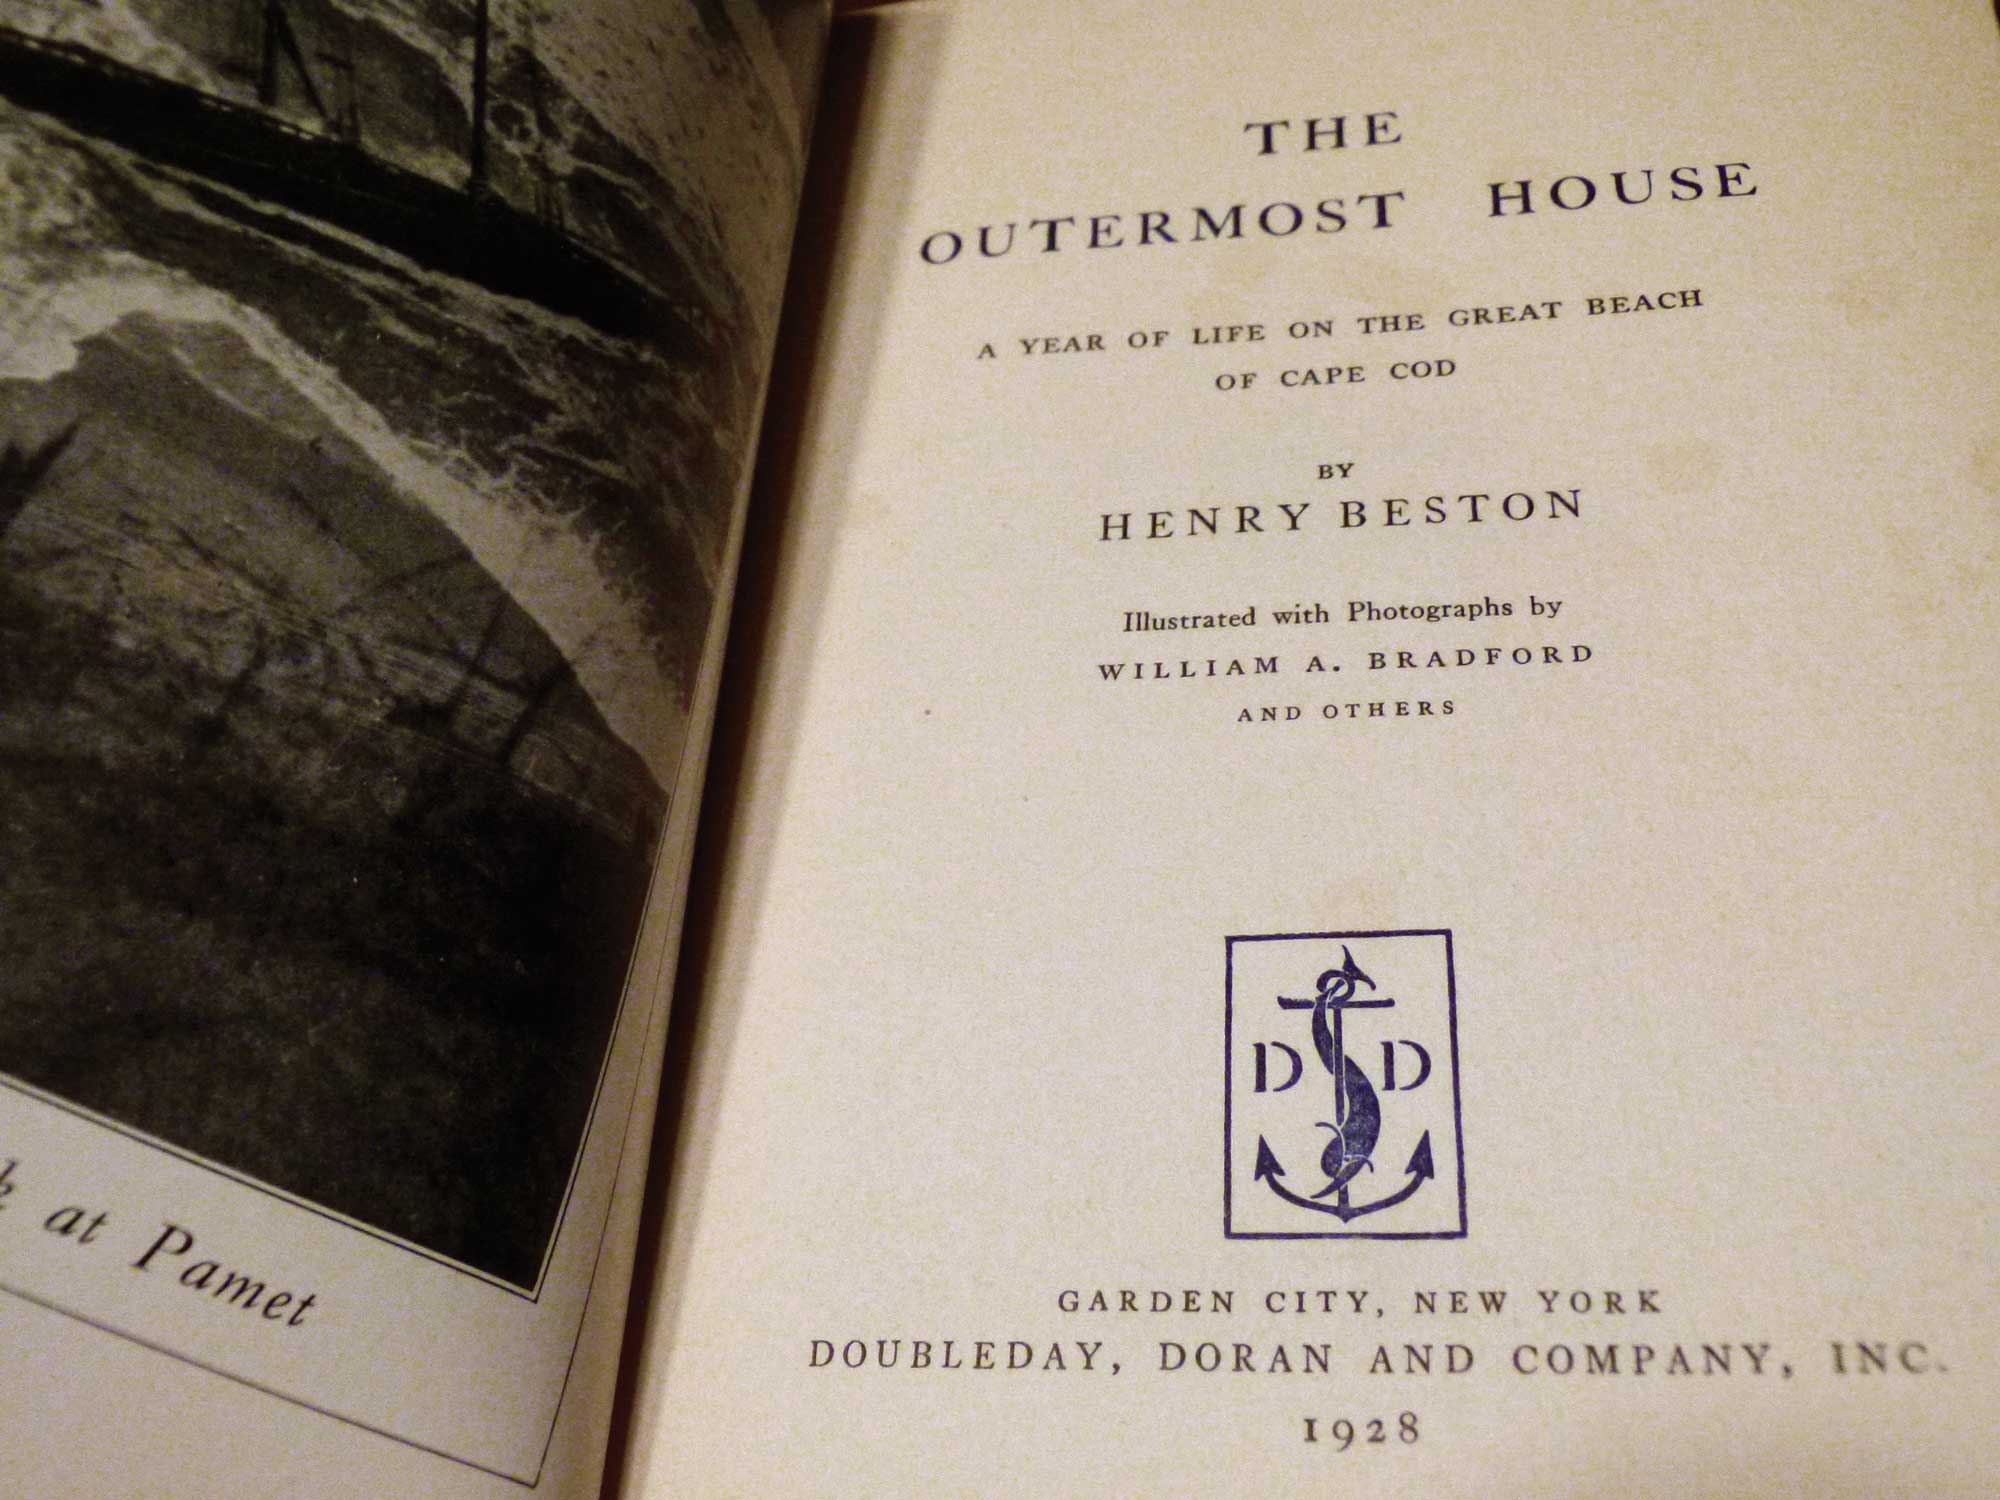 at Pamet
THE
OUTERMOST HOUSE
A YEAR OF LIFE ON THE GREAT BEACH
OF CAPE COD
BY
HENRY BESTON
Illustrated with Photographs by
WILLIAM A. BRADFORD
AND OTHERS
D D
GARDEN CITY, NEW YORK
DOUBLEDAY, DORAN AND COMPANY, INC.
1928